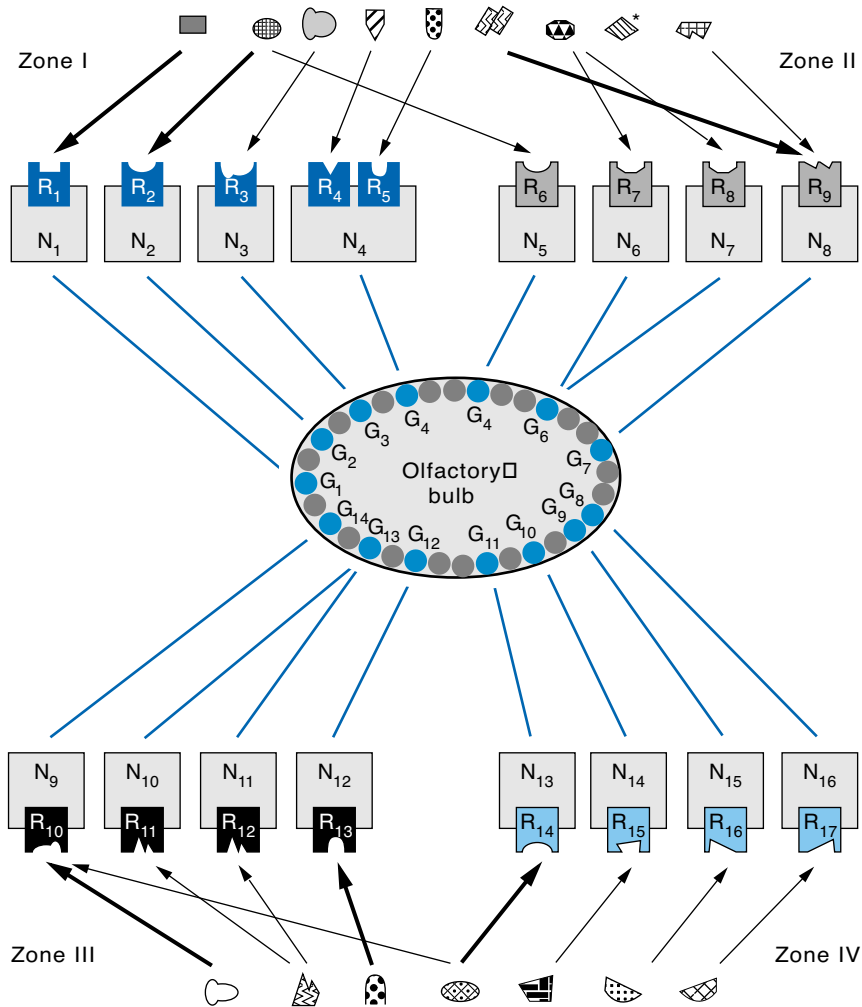 *
Zone I
Zone II
R1 R2 R3 R4 R5 R6 R7 R8 R9
N1 N2 N3 N4 N5 N6 N7 N8
G4 G4
G3 G6
G2 G7
Olfactory□
bulb
G1 G8
G14 G9
G13 G12 G11 G10
N9 N10 N11 N12 N13 N14 N15 N16
R10 R11 R12 R13 R14 R15 R16 R17
Zone III
Zone IV